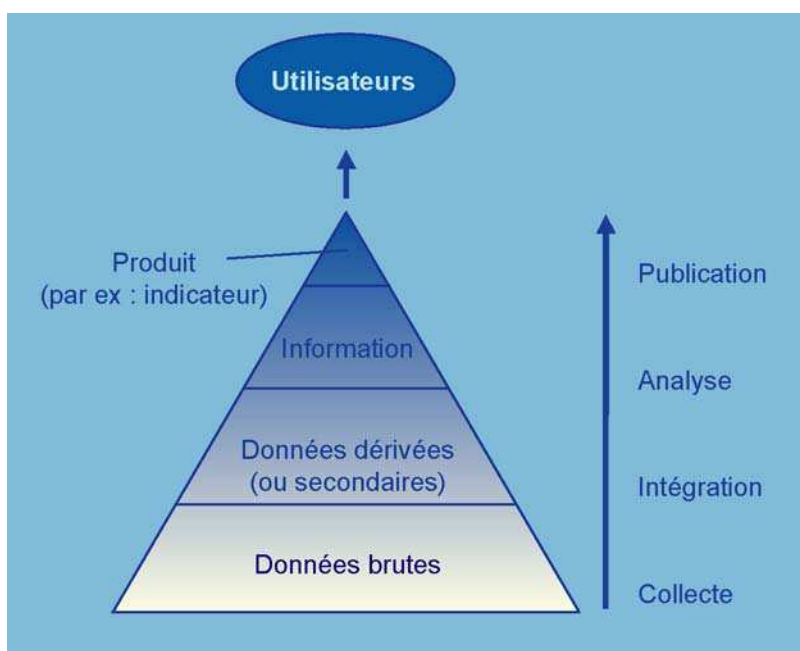 Utilisateurs
Produit
(par ex : indicateur)
Information
Données dérivées
(ou secondaires)
Données brutes
Publication
Analyse
Intégration
Collecte